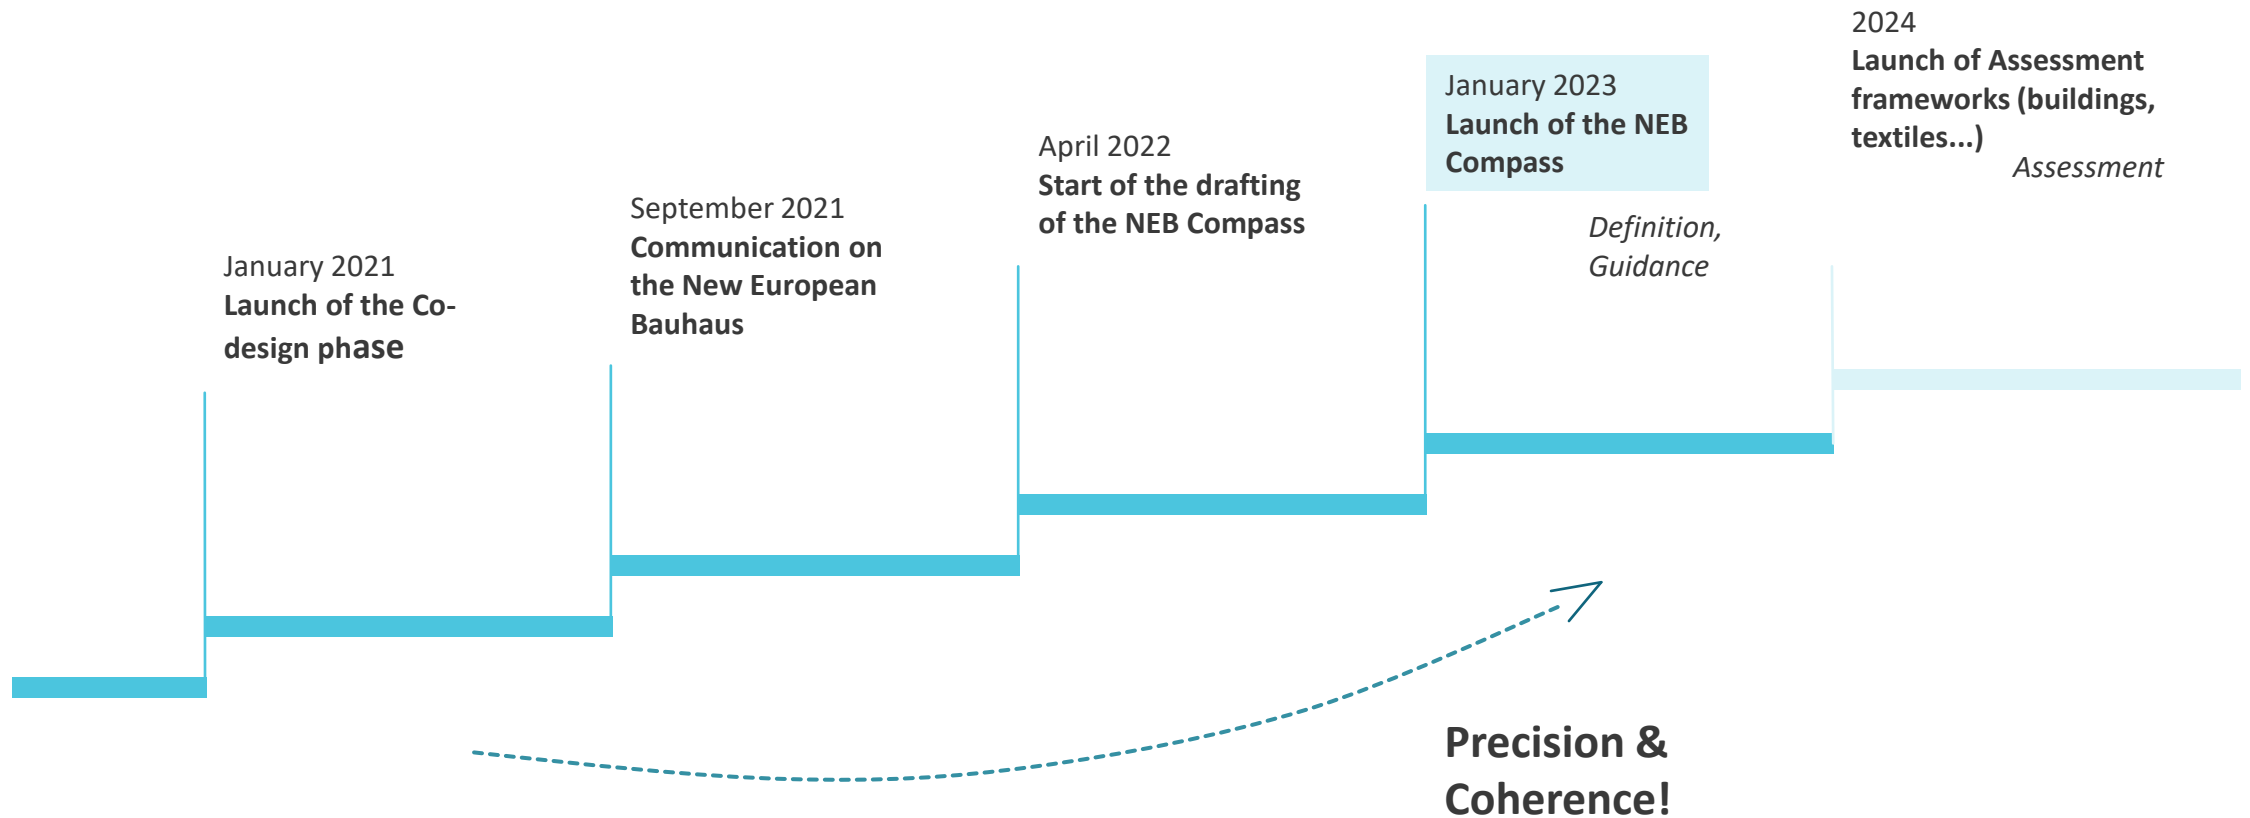 January 2021
Launch of the Co-
design phase
September 2021
Communication on
the New European
Bauhaus
April 2022
Start of the drafting
of the NEB Compass
January 2023
Launch of the NEB
Compass
Definition,
Guidance
2024
Launch of Assessment
frameworks (buildings,
textiles...)
Assessment
Precision &
Coherence!